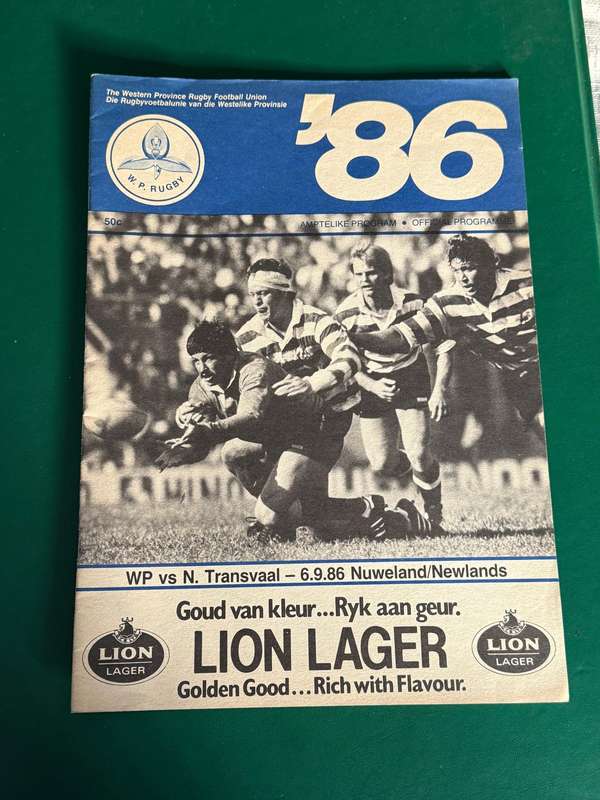 The Western Province Rugby Football Union
Die Rugbyvoetbalunie van die Westelike Provinsie
'86
W.P. RUGBY
50c
AMPTELIKE PROGRAM • OFFICIAL PROGRAMME
WP vs N. Transvaal – 6.9.86 Nuweland/Newlands
Goud van kleur...Ryk aan geur.
LION LAGER
Golden Good...Rich with Flavour.
LION
LAGER
LION
LAGER